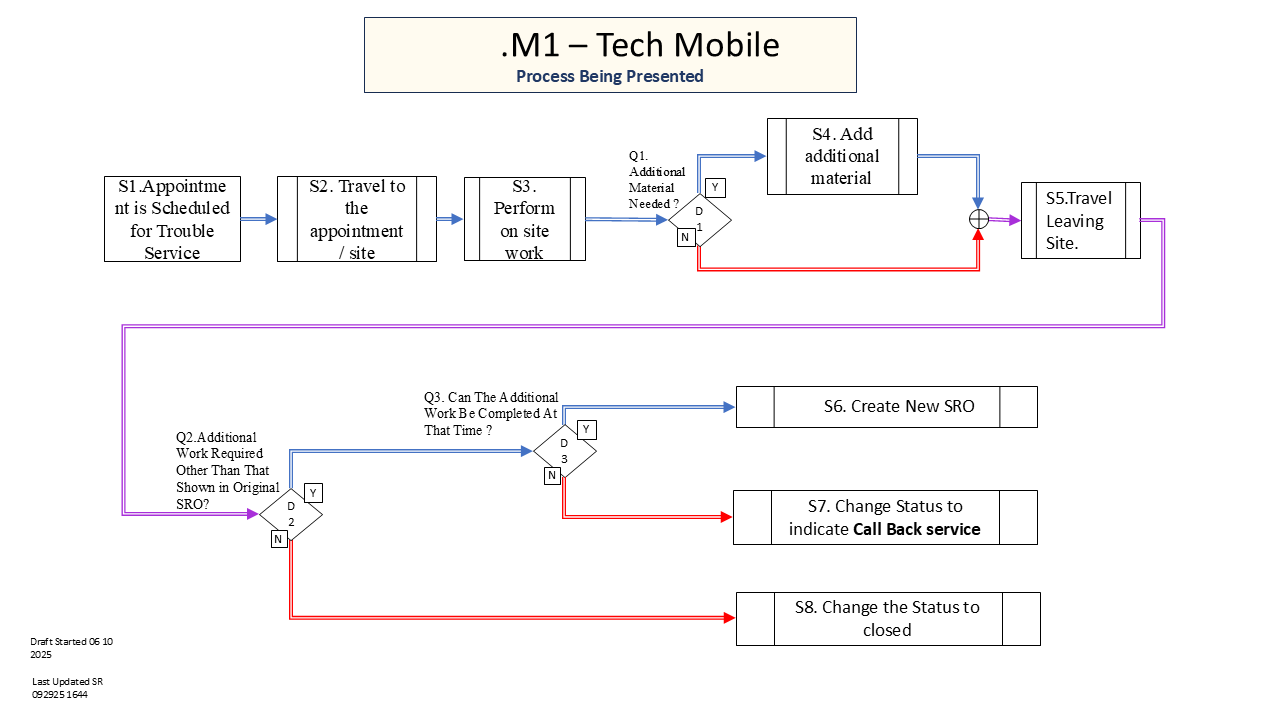 .M1 – Tech Mobile
Process Being Presented
S1.Appointme
nt is Scheduled
for Trouble
Service
S2. Travel to
the
appointment
/ site
S3.
Perform
on site
work
Q1.
Additional
Material
Needed ?
Y
D
1
N
S4. Add
additional
material
S5.Travel
Leaving
Site.
Q2.Additional
Work Required
Other Than That
Shown in Original
SRO?
Y
D
2
N
Q3. Can The Additional
Work Be Completed At
That Time ?
Y
D
3
N
S6. Create New SRO
S7. Change Status to
indicate Call Back service
S8. Change the Status to
closed
Draft Started 06 10
2025
Last Updated SR
092925 1644